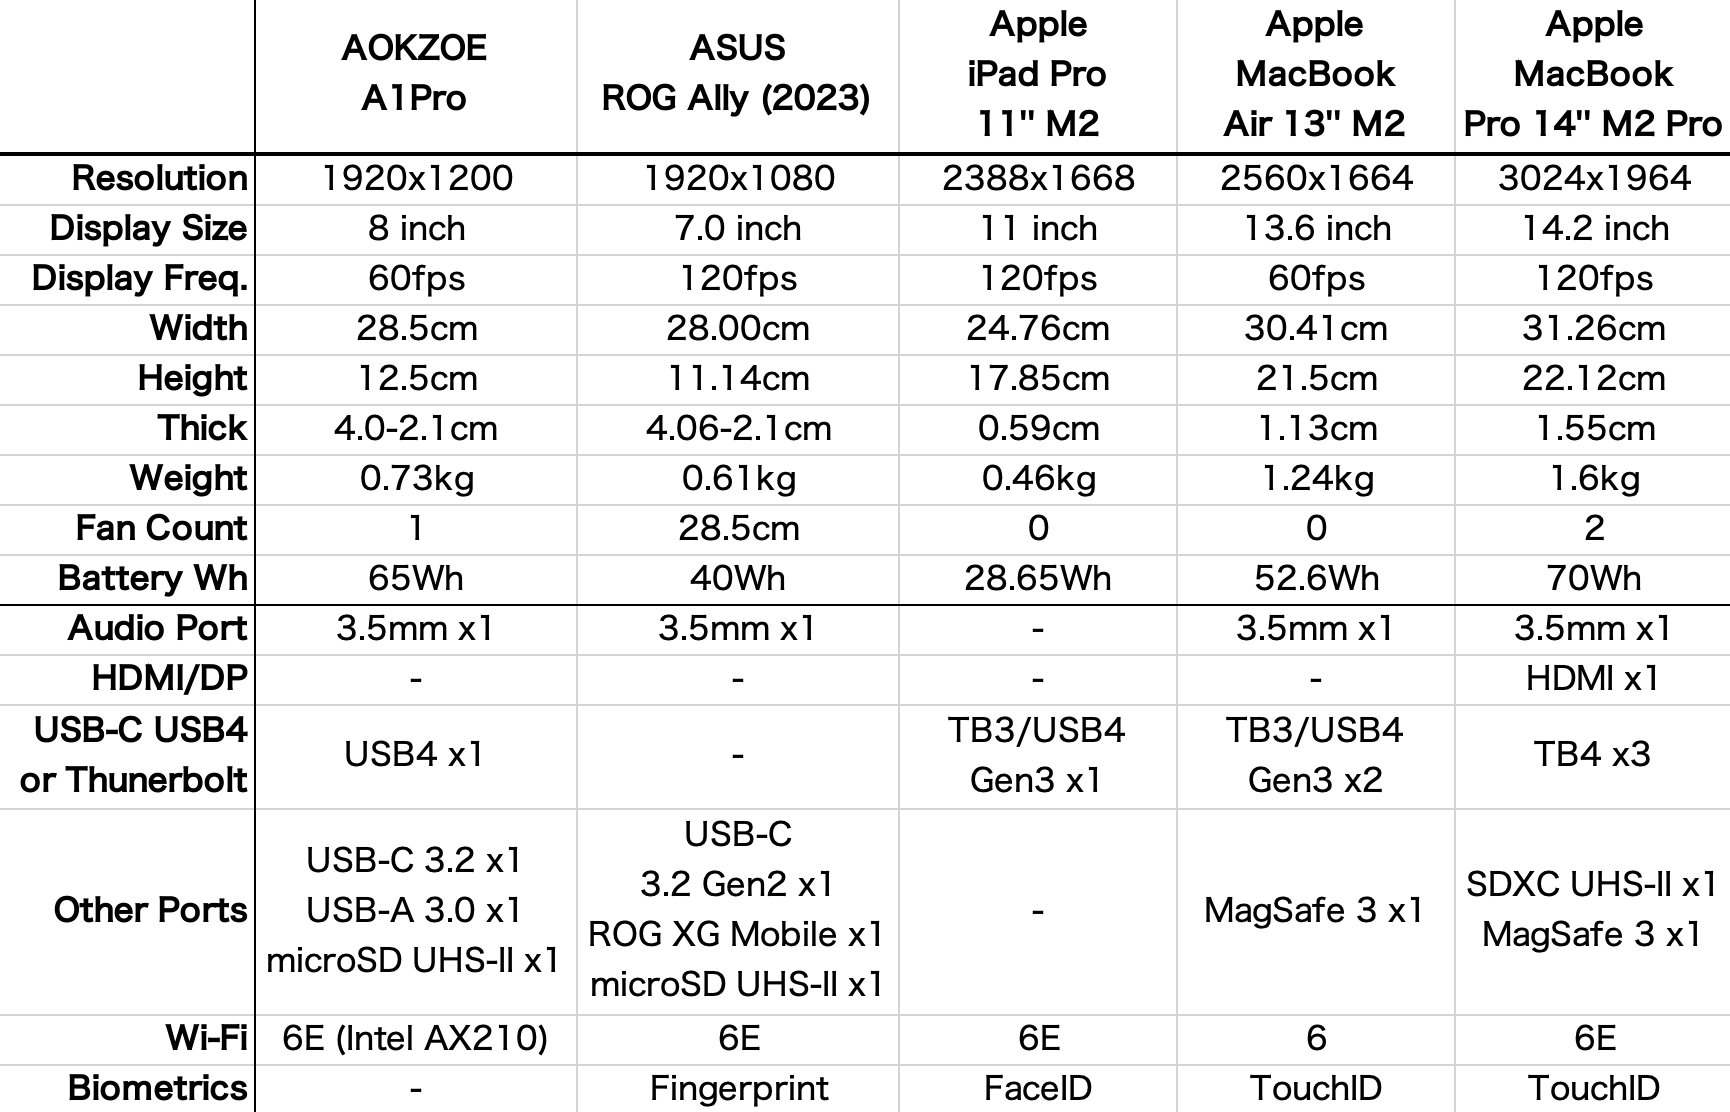 AOKZOE
A1Pro
ASUS
ROG Ally (2023)
Apple
iPad Pro
11" M2
Apple
MacBook
Air 13" M2
Apple
MacBook
Pro 14" M2 Pro
Resolution 1920x1200 1920x1080 2388x1668 2560x1664 3024x1964
Display Size 8 inch 7.0 inch 11 inch 13.6 inch 14.2 inch
Display Freq. 60fps 120fps 120fps 60fps 120fps
Width 28.5cm 28.00cm 24.76cm 30.41cm 31.26cm
Height 12.5cm 11.14cm 17.85cm 21.5cm 22.12cm
Thick 4.0-2.1cm 4.06-2.1cm 0.59cm 1.13cm 1.55cm
Weight 0.73kg 0.61kg 0.46kg 1.24kg 1.6kg
Fan Count 1 28.5cm 0 0 2
Battery Wh 65Wh 40Wh 28.65Wh 52.6Wh 70Wh
Audio Port 3.5mm x1 3.5mm x1 - 3.5mm x1 3.5mm x1
HDMI/DP - - - - HDMI x1
USB-C USB4
or Thunerbolt
USB4 x1
-
TB3/USB4
Gen3 x1
TB3/USB4
Gen3 x2
TB4 x3
Other Ports
USB-C 3.2 x1
USB-A 3.0 x1
microSD UHS-II x1
USB-C
3.2 Gen2 x1
ROG XG Mobile x1
microSD UHS-II x1
-
MagSafe 3 x1
SDXC UHS-II x1
MagSafe 3 x1
Wi-Fi 6E (Intel AX210) 6E 6E 6 6E
Biometrics - Fingerprint FaceID TouchID TouchID